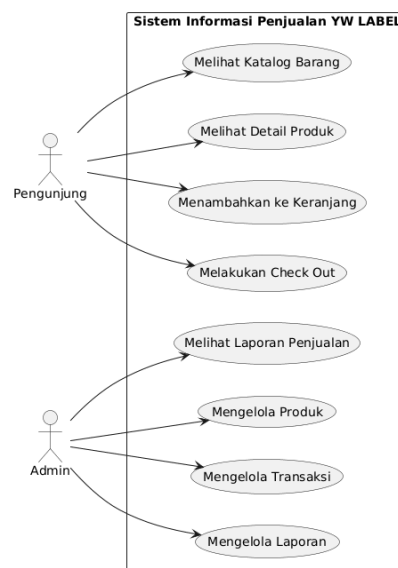 Sistem Informasi Penjualan YW LABEL
Melihat Katalog Barang
Melihat Detail Produk
Pengunjung
Menambahkan ke Keranjang
Melakukan Check Out
Melihat Laporan Penjualan
Mengelola Produk
Admin
Mengelola Transaksi
Mengelola Laporan